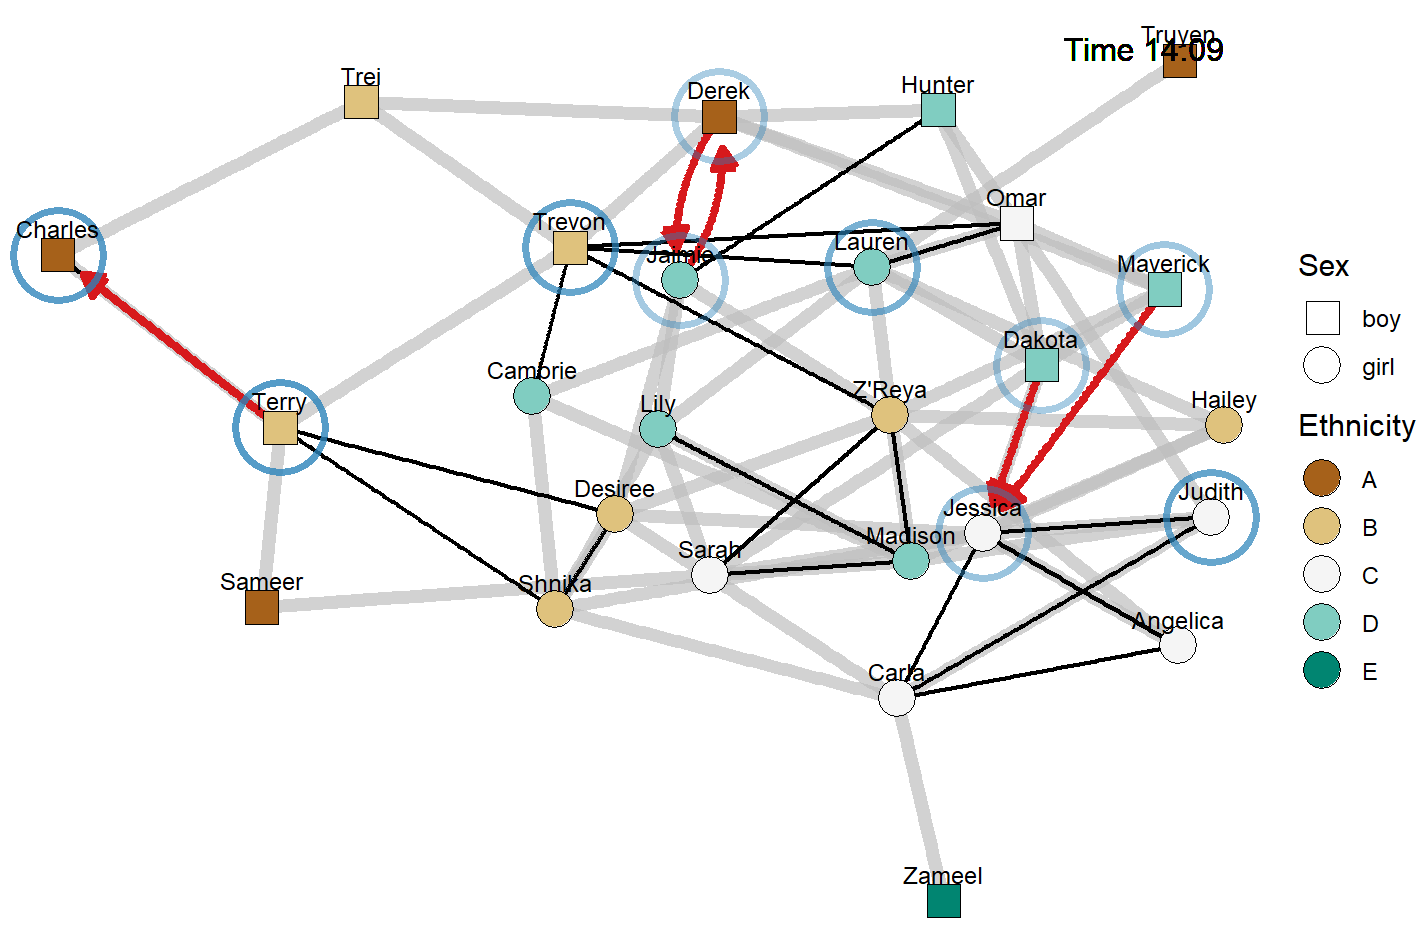 Truyen
Time 14:09
Trei
Derek
Hunter
Omar
Charles
Trevon
Lauren
Jaimie
Maverick
Sex
boy
girl
Dakota
Cambrie
Z'Reya
Terry
Lily
Hailey
Ethnicity
A
B
C
D
E
Desiree
Judith
Jessica
Madison
Sarah
Sameer
Shnika
Angelica
Carla
Zameel